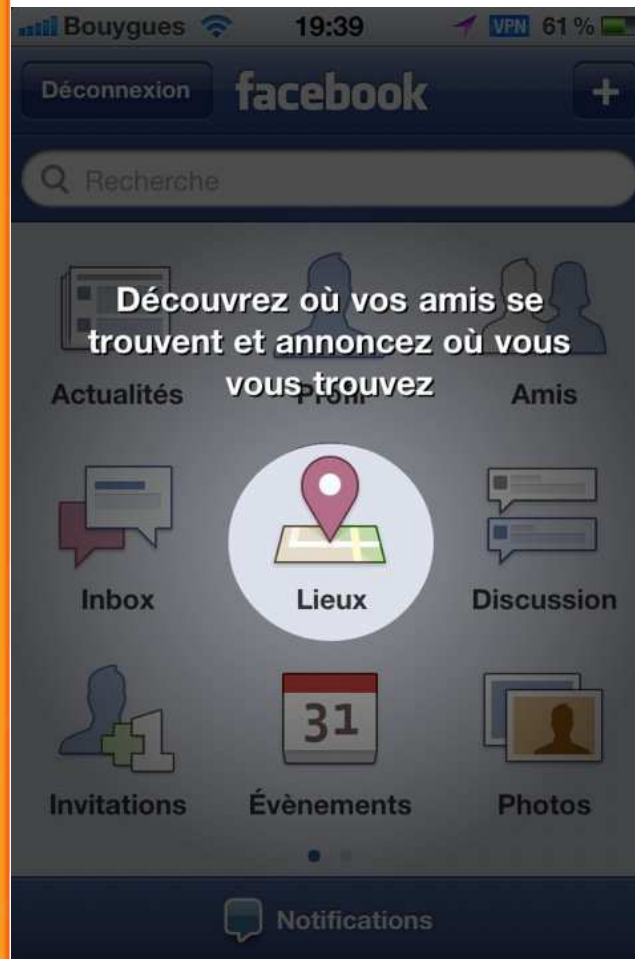 Bouygues 19:39 VPN 61 %
Déconnexion facebook +
Recherche
Découvrez où vos amis se
trouvent et annoncez où vous
vous trouvez
Actualités Profil Amis
Inbox Lieux Discussion
31
Invitations Évènements Photos
Notifications